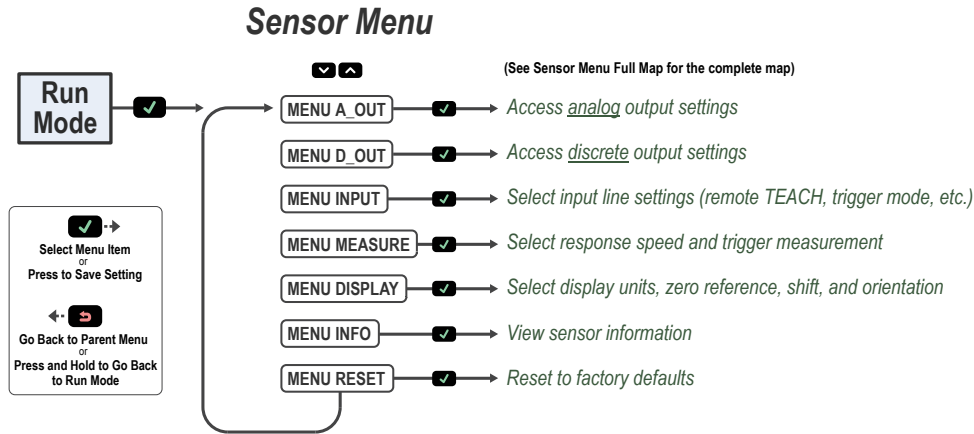 Sensor Menu
(See Sensor Menu Full Map for the complete map)
Run
Mode
MENU A_OUT
Access analog output settings
MENU D_OUT
Access discrete output settings
MENU INPUT
Select input line settings (remote TEACH, trigger mode, etc.)
MENU MEASURE
Select response speed and trigger measurement
MENU DISPLAY
Select display units, zero reference, shift, and orientation
MENU INFO
View sensor information
MENU RESET
Reset to factory defaults
Select Menu Item
or
Press to Save Setting
Go Back to Parent Menu
or
Press and Hold to Go Back
to Run Mode